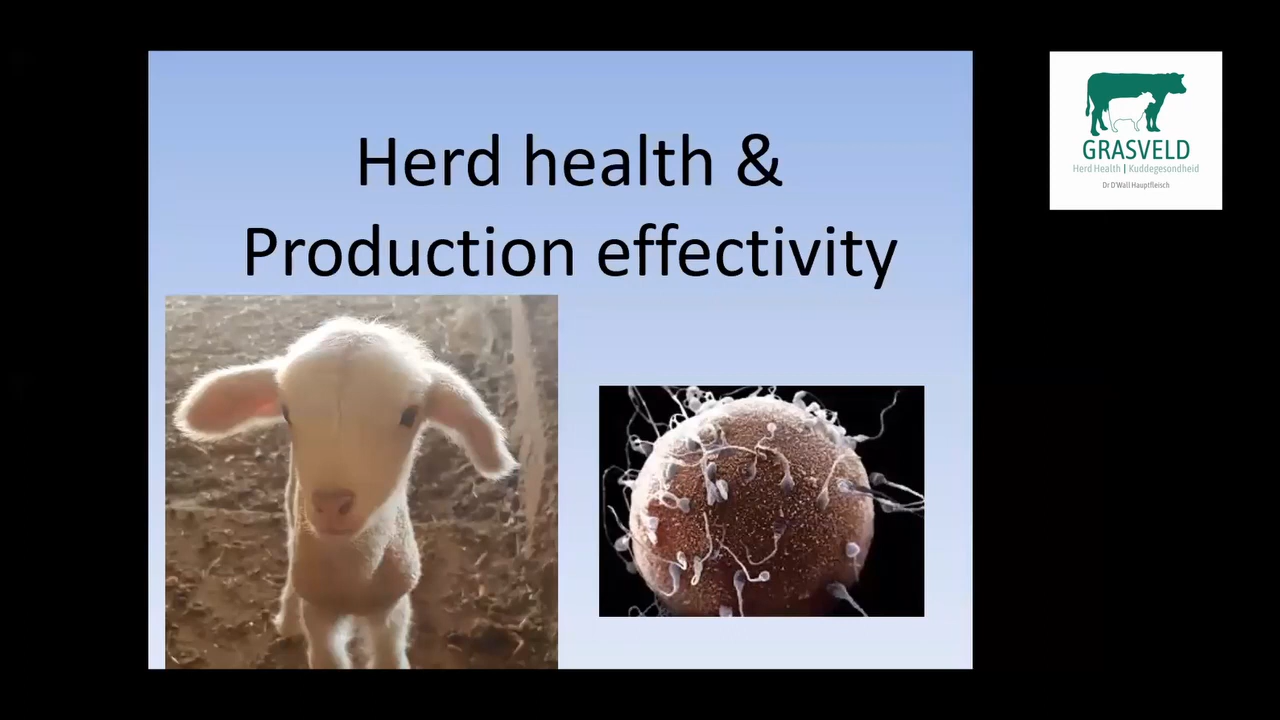 Herd health &
Production effectivity
GRASVELD
Herd Health | Kuddegesondheid
Dr D'Wall Hauptfleisch